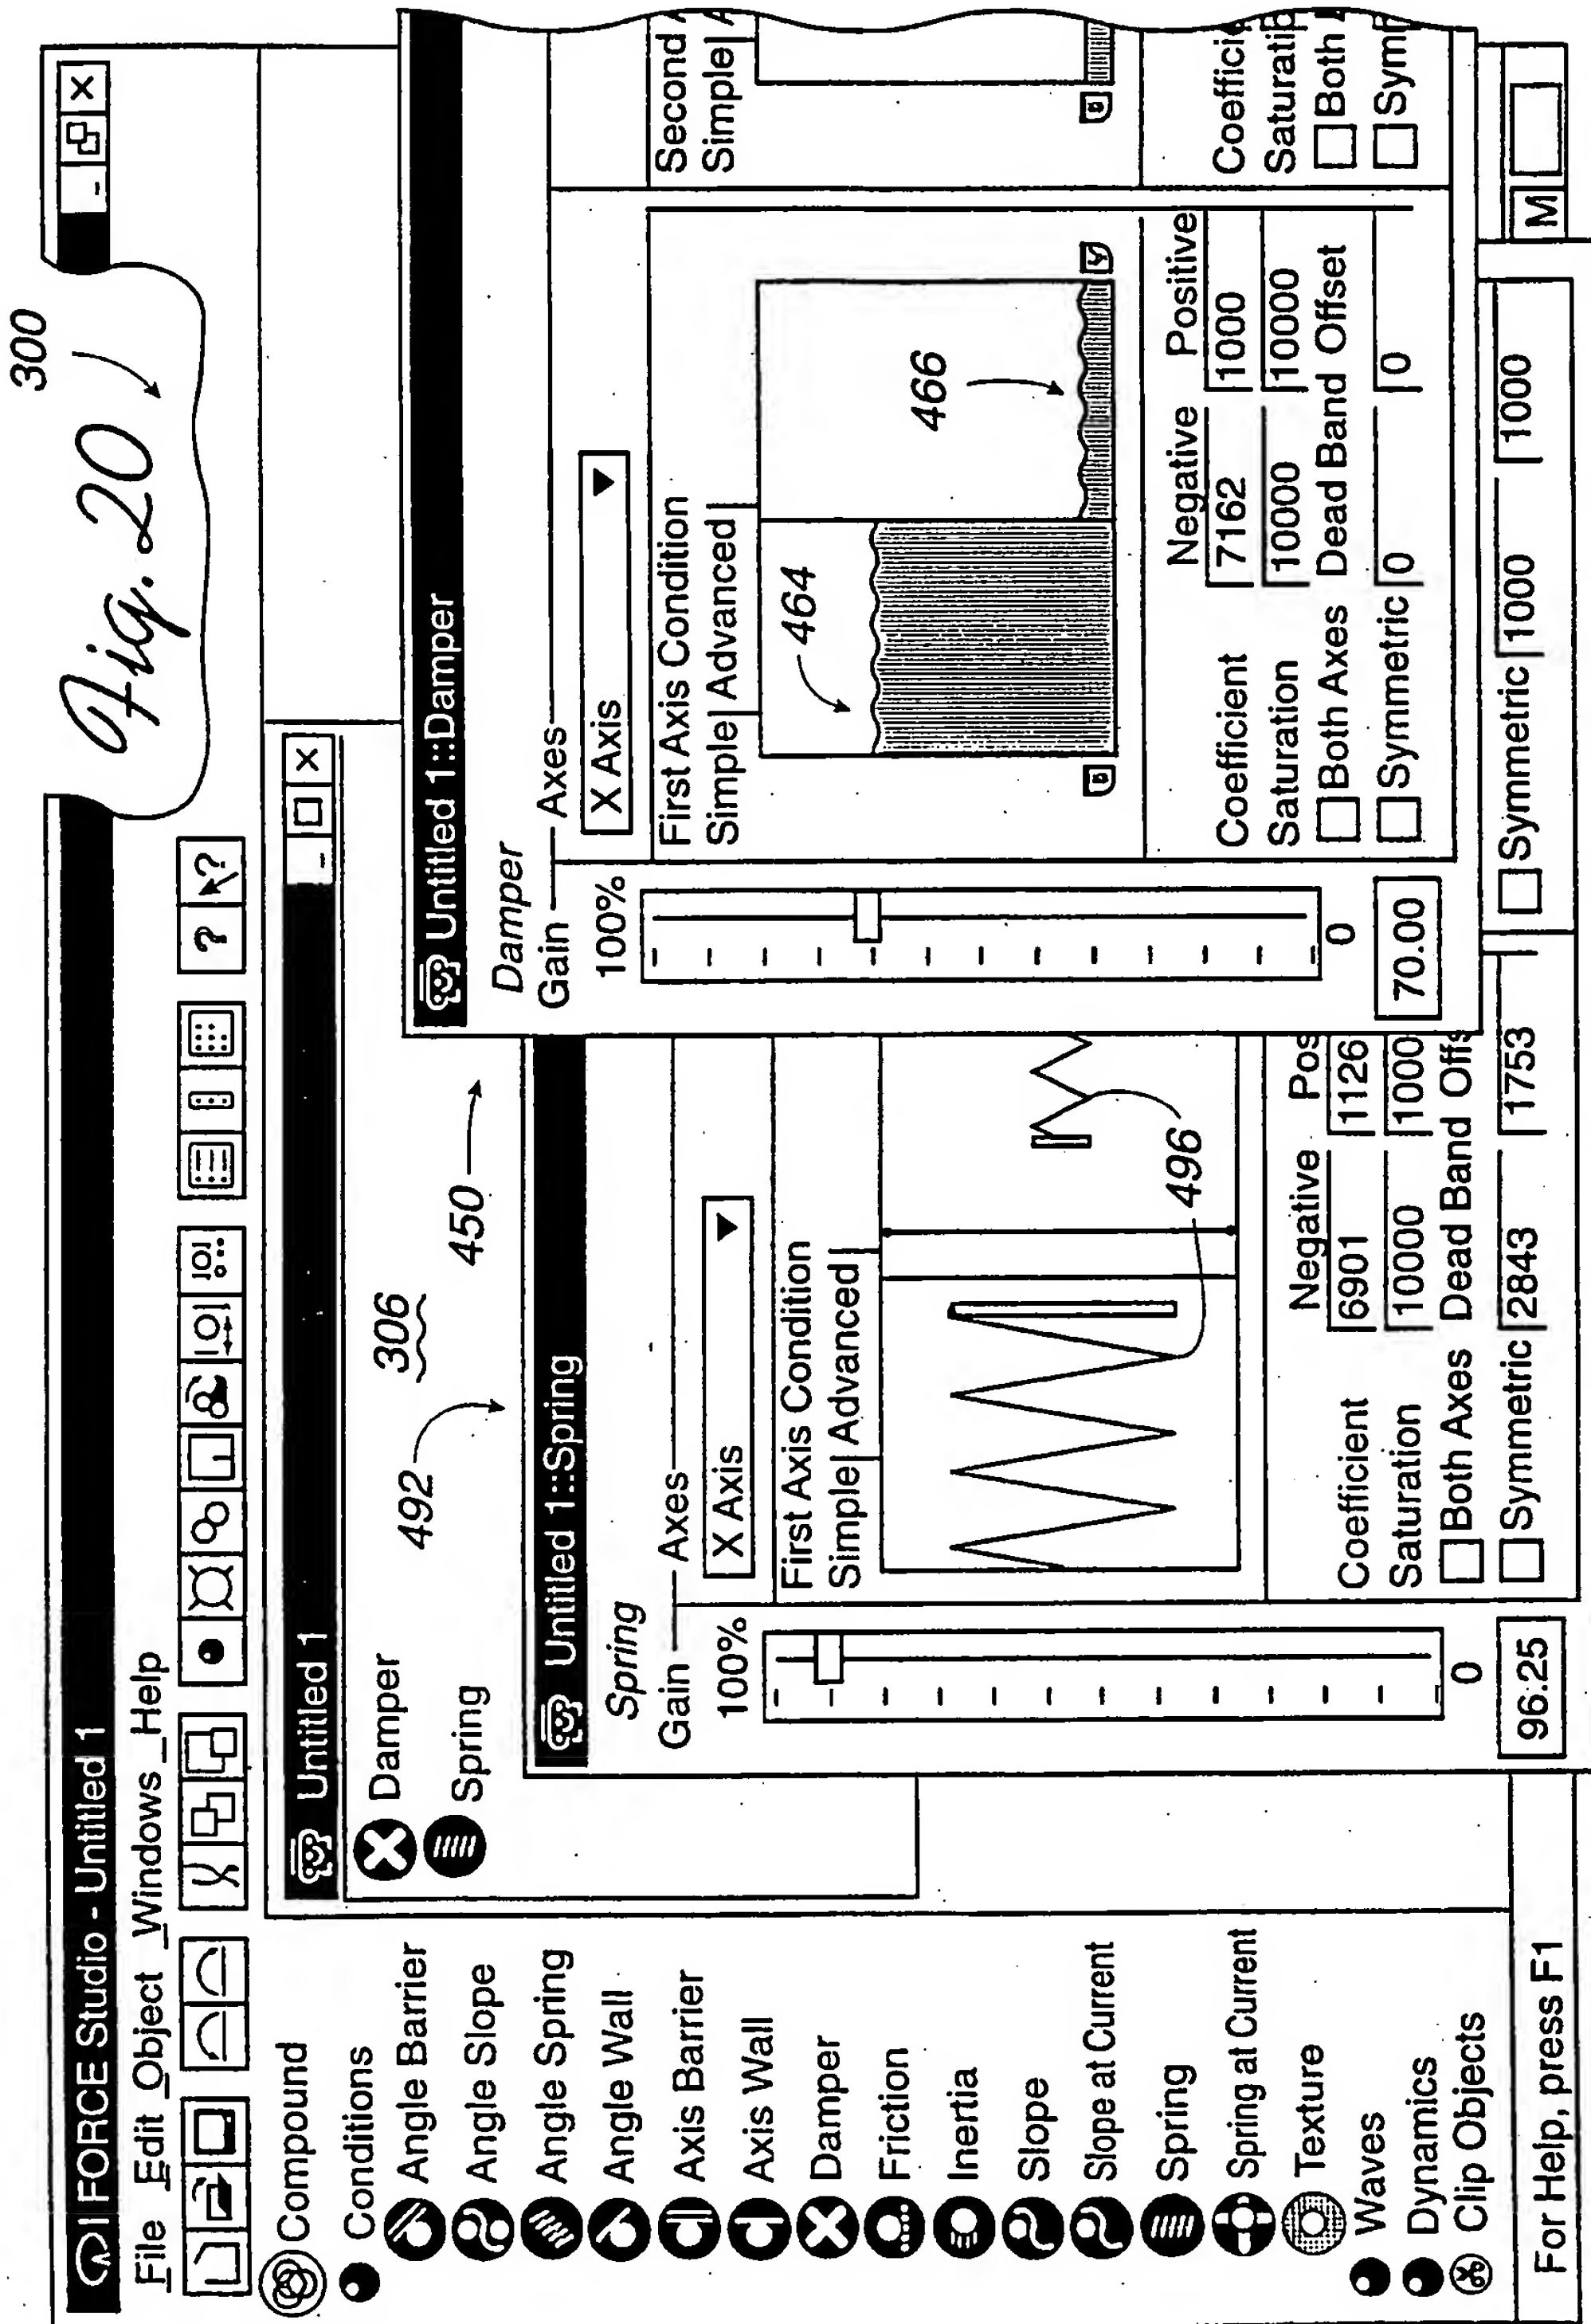 Fig. 20
300
I FORCE Studio - Untitled 1
File Edit Object Windows Help
? ?
Compound
Conditions
Angle Barrier
Angle Slope
Angle Spring
Angle Wall
Axis Barrier
Axis Wall
Damper
Friction
Inertia
Slope
Slope at Current
Spring
Spring at Current
Texture
Waves
Dynamics
Clip Objects
For Help, press F1
M
Untitled 1
Damper
Spring
306
492
450
Untitled 1::Spring
Spring
Gain
100%
0
96.25
Axes
X Axis
First Axis Condition
Simple Advanced
496
Negative Pos
Coefficient 6901 1126
Saturation 10000 1000
Both Axes Dead Band Offs
Symmetric 2843 1753
Symmetric 1000 1000
Untitled 1::Damper
Damper
Gain
100%
0
70.00
Axes
X Axis
First Axis Condition
Simple Advanced
464
466
Negative Positive
Coefficient 7162 1000
Saturation 10000 10000
Both Axes Dead Band Offset
Symmetric 0 0
Second A
Simple A
Coeffici
Saturatio
Both A
Symm